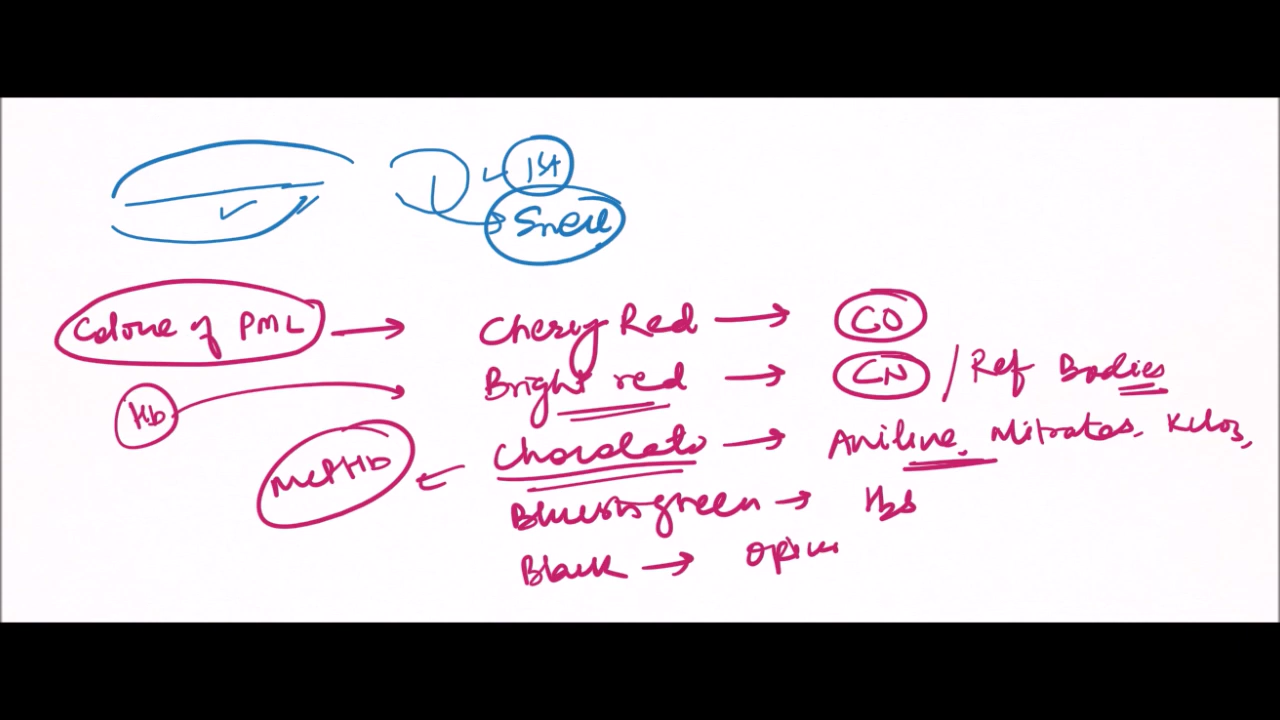 1st
Smell
Colour of PML → Cherry Red → CO
Hb Bright red → CN / Ref Bodies
MetHb ← Chocolate → Aniline, Nitrates, KClO3,
Bluish green → H2S
Black → Opium